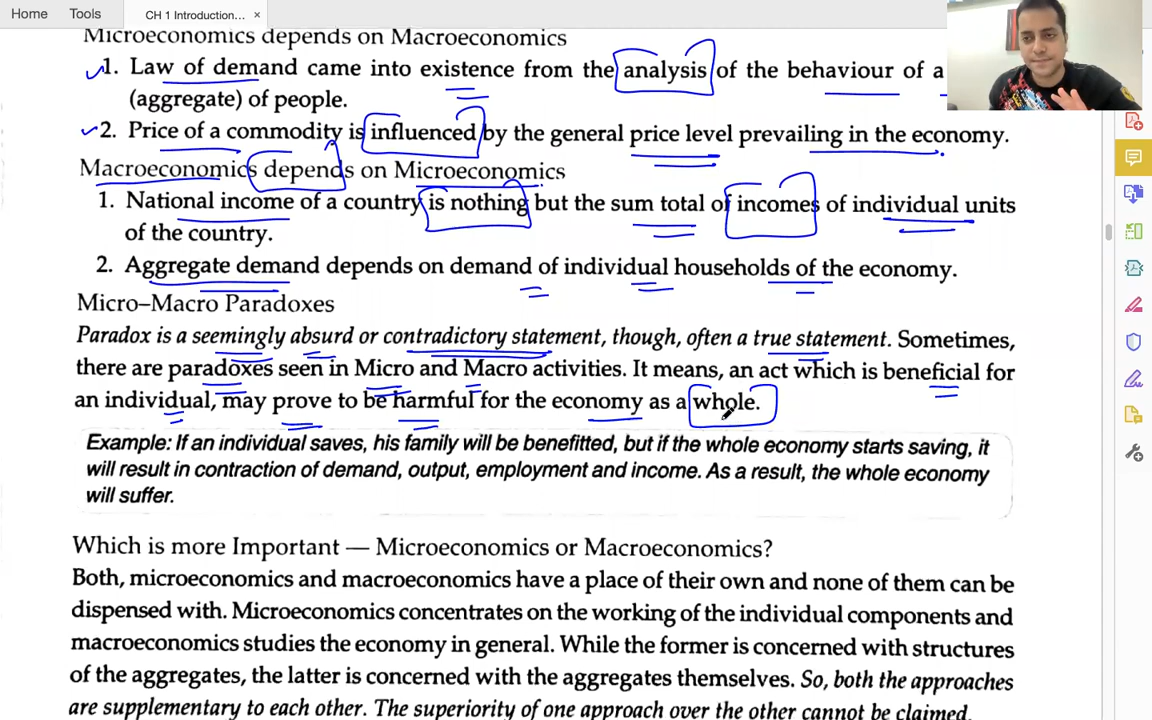 Home Tools CH 1 Introduction... ×
Microeconomics depends on Macroeconomics
1. Law of demand came into existence from the analysis of the behaviour of a
(aggregate) of people.
2. Price of a commodity is influenced by the general price level prevailing in the economy.
Macroeconomics depends on Microeconomics
1. National income of a country is nothing but the sum total of incomes of individual units
of the country.
2. Aggregate demand depends on demand of individual households of the economy.
Micro–Macro Paradoxes
Paradox is a seemingly absurd or contradictory statement, though, often a true statement. Sometimes,
there are paradoxes seen in Micro and Macro activities. It means, an act which is beneficial for
an individual, may prove to be harmful for the economy as a whole.
Example: If an individual saves, his family will be benefitted, but if the whole economy starts saving, it
will result in contraction of demand, output, employment and income. As a result, the whole economy
will suffer.
Which is more Important — Microeconomics or Macroeconomics?
Both, microeconomics and macroeconomics have a place of their own and none of them can be
dispensed with. Microeconomics concentrates on the working of the individual components and
macroeconomics studies the economy in general. While the former is concerned with structures
of the aggregates, the latter is concerned with the aggregates themselves. So, both the approaches
are supplementary to each other. The superiority of one approach over the other cannot be claimed.